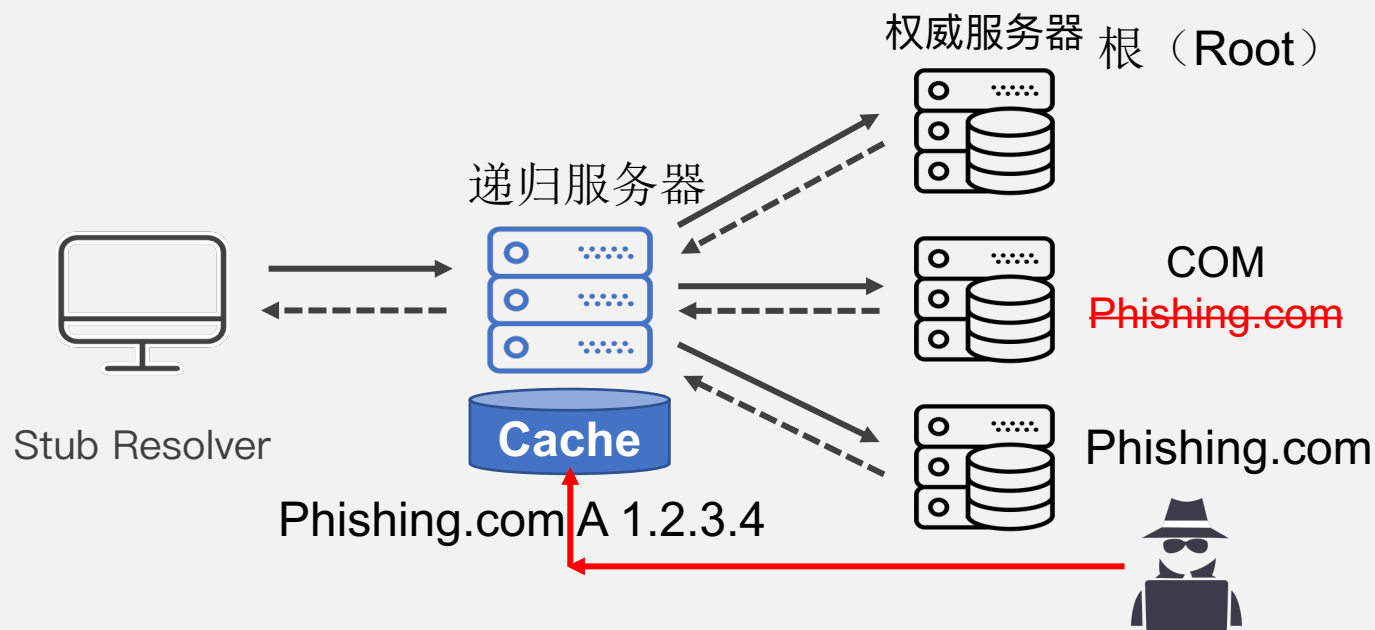 权威服务器
根（Root）
递归服务器
COM
Phishing.com
Stub Resolver
Cache
Phishing.com
Phishing.com A 1.2.3.4